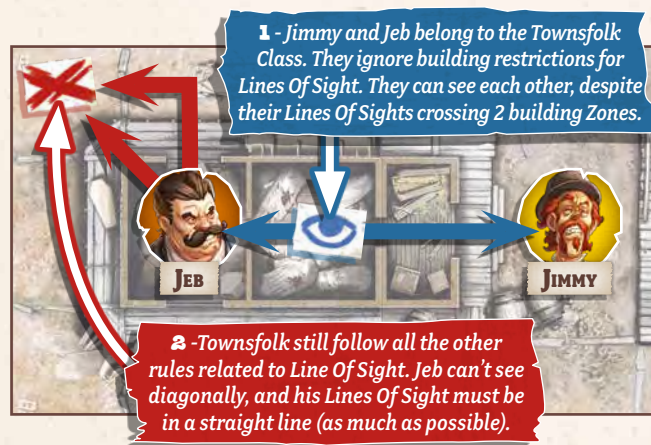 1 - Jimmy and Jeb belong to the Townsfolk
Class. They ignore building restrictions for
Lines Of Sight. They can see each other, despite
their Lines Of Sights crossing 2 building Zones.
JEB
JIMMY
2 -Townsfolk still follow all the other
rules related to Line Of Sight. Jeb can't see
diagonally, and his Lines Of Sight must be
in a straight line (as much as possible).